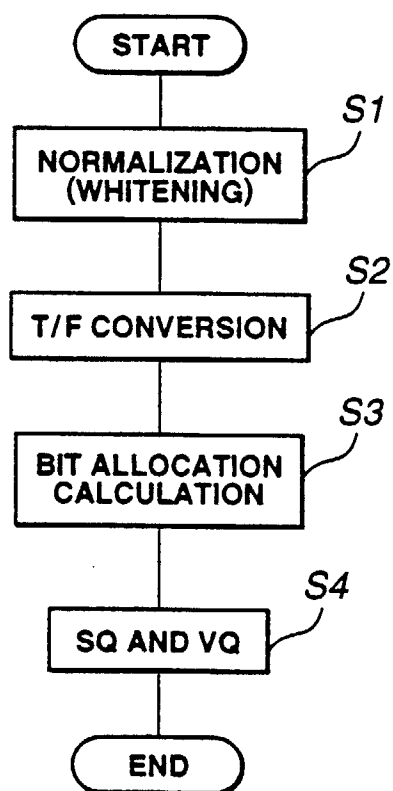 START
S1
NORMALIZATION
(WHITENING)
S2
T/F CONVERSION
S3
BIT ALLOCATION
CALCULATION
S4
SQ AND VQ
END